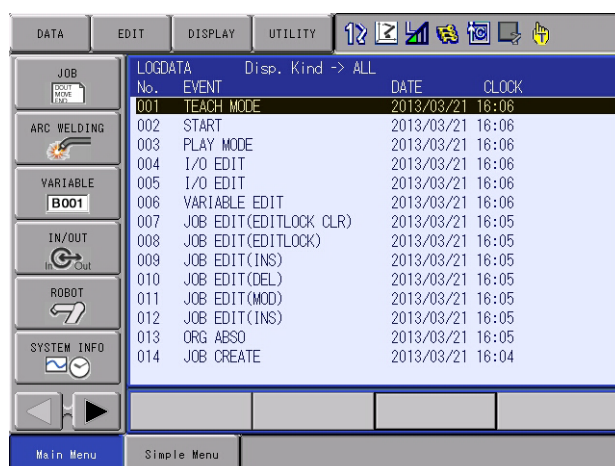 DATA EDIT DISPLAY UTILITY 12
JOB
DOUT
MOVE
END
ARC WELDING
VARIABLE
B001
IN/OUT
In Out
ROBOT
SYSTEM INFO
LOGDATA Disp. Kind -> ALL
No. EVENT DATE CLOCK
001 TEACH MODE 2013/03/21 16:06
002 START 2013/03/21 16:06
003 PLAY MODE 2013/03/21 16:06
004 I/O EDIT 2013/03/21 16:06
005 I/O EDIT 2013/03/21 16:06
006 VARIABLE EDIT 2013/03/21 16:06
007 JOB EDIT(EDITLOCK CLR) 2013/03/21 16:05
008 JOB EDIT(EDITLOCK) 2013/03/21 16:05
009 JOB EDIT(INS) 2013/03/21 16:05
010 JOB EDIT(DEL) 2013/03/21 16:05
011 JOB EDIT(MOD) 2013/03/21 16:05
012 JOB EDIT(INS) 2013/03/21 16:05
013 ORG ABSO 2013/03/21 16:05
014 JOB CREATE 2013/03/21 16:04
Main Menu Simple Menu